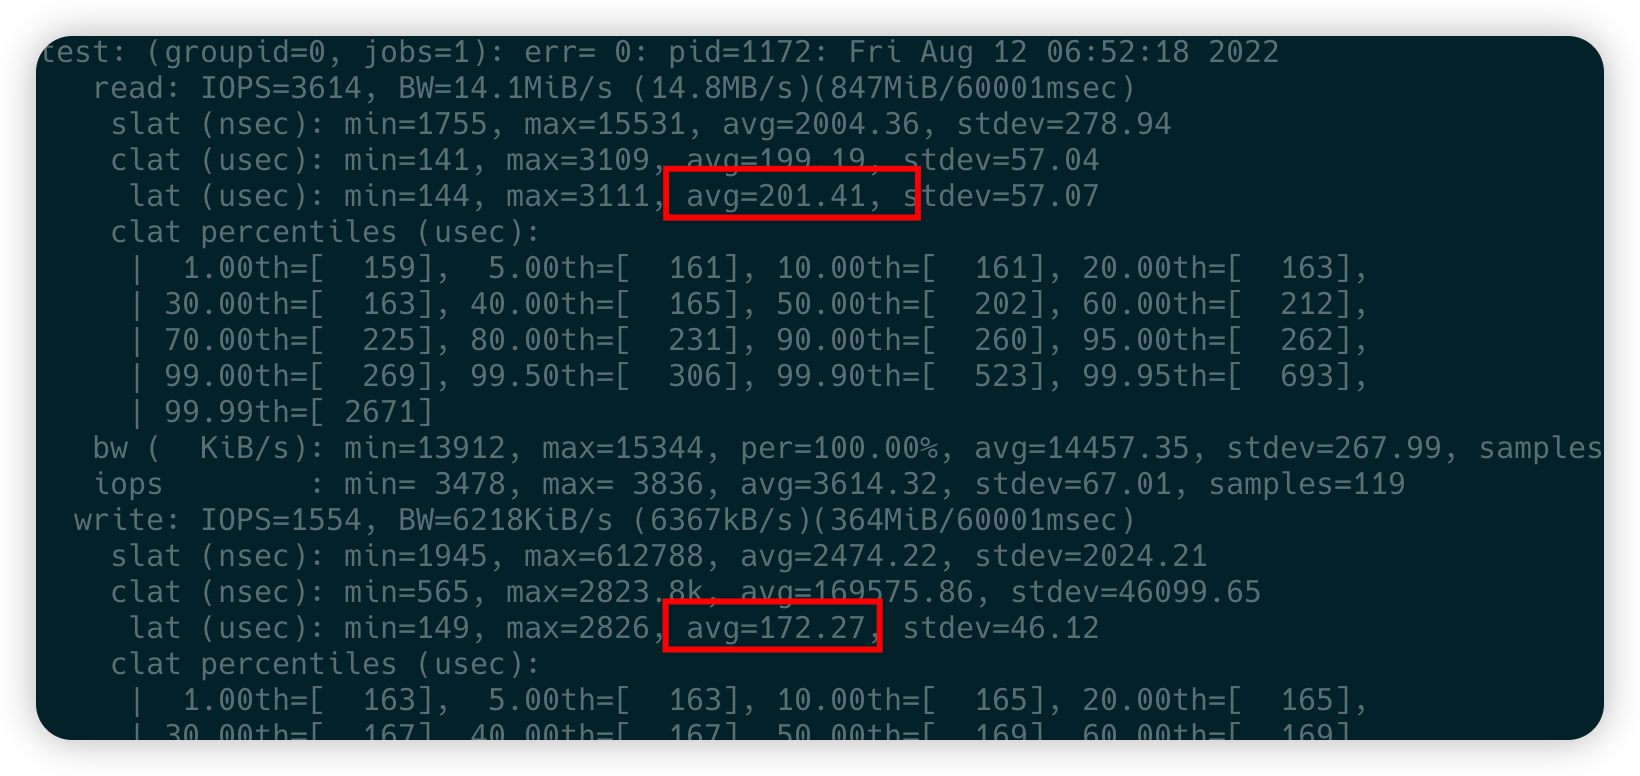 test: (groupid=0, jobs=1): err= 0: pid=1172: Fri Aug 12 06:52:18 2022
read: IOPS=3614, BW=14.1MiB/s (14.8MB/s)(847MiB/60001msec)
slat (nsec): min=1755, max=15531, avg=2004.36, stdev=278.94
clat (usec): min=141, max=3109, avg=199.19, stdev=57.04
lat (usec): min=144, max=3111, avg=201.41, stdev=57.07
clat percentiles (usec):
|  1.00th=[  159],  5.00th=[  161], 10.00th=[  161], 20.00th=[  163],
| 30.00th=[  163], 40.00th=[  165], 50.00th=[  202], 60.00th=[  212],
| 70.00th=[  225], 80.00th=[  231], 90.00th=[  260], 95.00th=[  262],
| 99.00th=[  269], 99.50th=[  306], 99.90th=[  523], 99.95th=[  693],
| 99.99th=[ 2671]
bw (  KiB/s): min=13912, max=15344, per=100.00%, avg=14457.35, stdev=267.99, samples
iops        : min= 3478, max= 3836, avg=3614.32, stdev=67.01, samples=119
write: IOPS=1554, BW=6218KiB/s (6367kB/s)(364MiB/60001msec)
slat (nsec): min=1945, max=612788, avg=2474.22, stdev=2024.21
clat (nsec): min=565, max=2823.8k, avg=169575.86, stdev=46099.65
lat (usec): min=149, max=2826, avg=172.27, stdev=46.12
clat percentiles (usec):
|  1.00th=[  163],  5.00th=[  163], 10.00th=[  165], 20.00th=[  165],
| 30.00th=[  167], 40.00th=[  167], 50.00th=[  169], 60.00th=[  169],